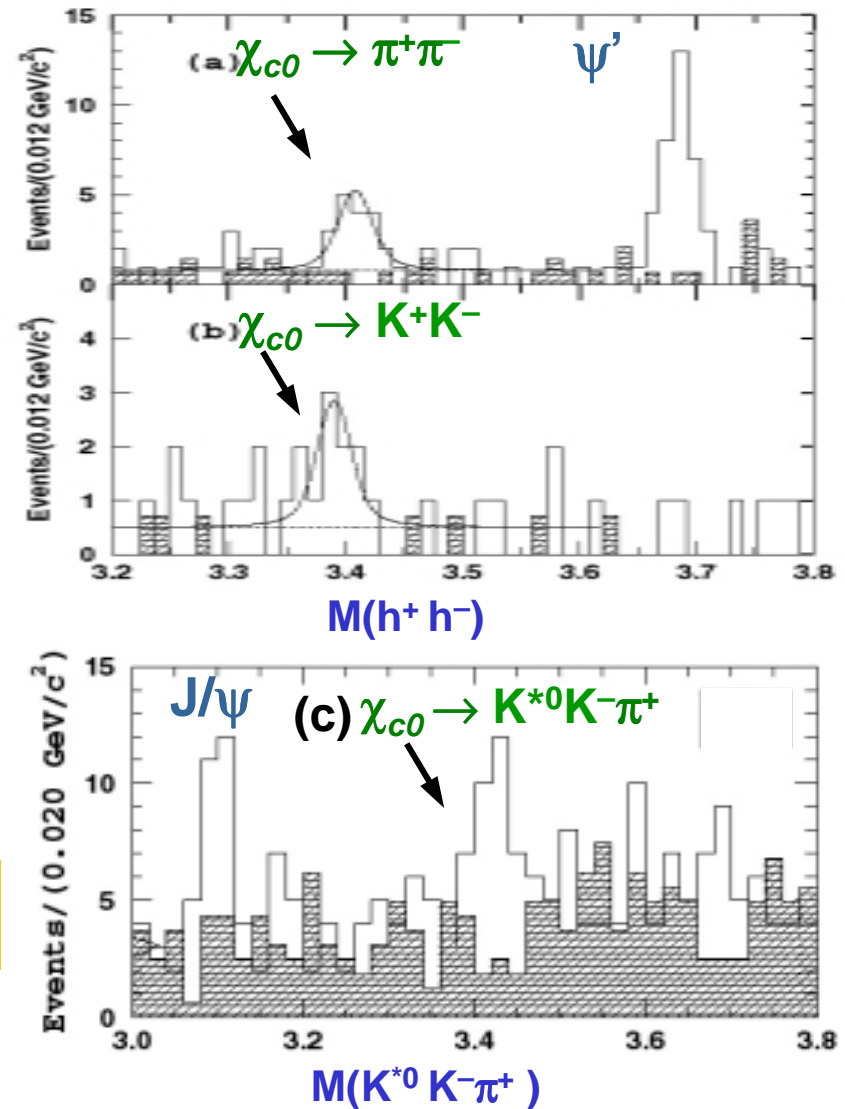 15
10
5
0
Events/(0.012 GeV/c²)
(a) χc0 → π⁺π⁻
ψ’
4
3
2
1
0
Events/(0.012 GeV/c²)
(b) χc0 → K⁺K⁻
3.2 3.3 3.4 3.5 3.6 3.7 3.8
M(h⁺ h⁻)
15
10
5
0
Events/(0.020 GeV/c²)
J/ψ
(c) χc0 → K*⁰K⁻π⁺
3.0 3.2 3.4 3.6 3.8
M(K*⁰ K⁻π⁺ )